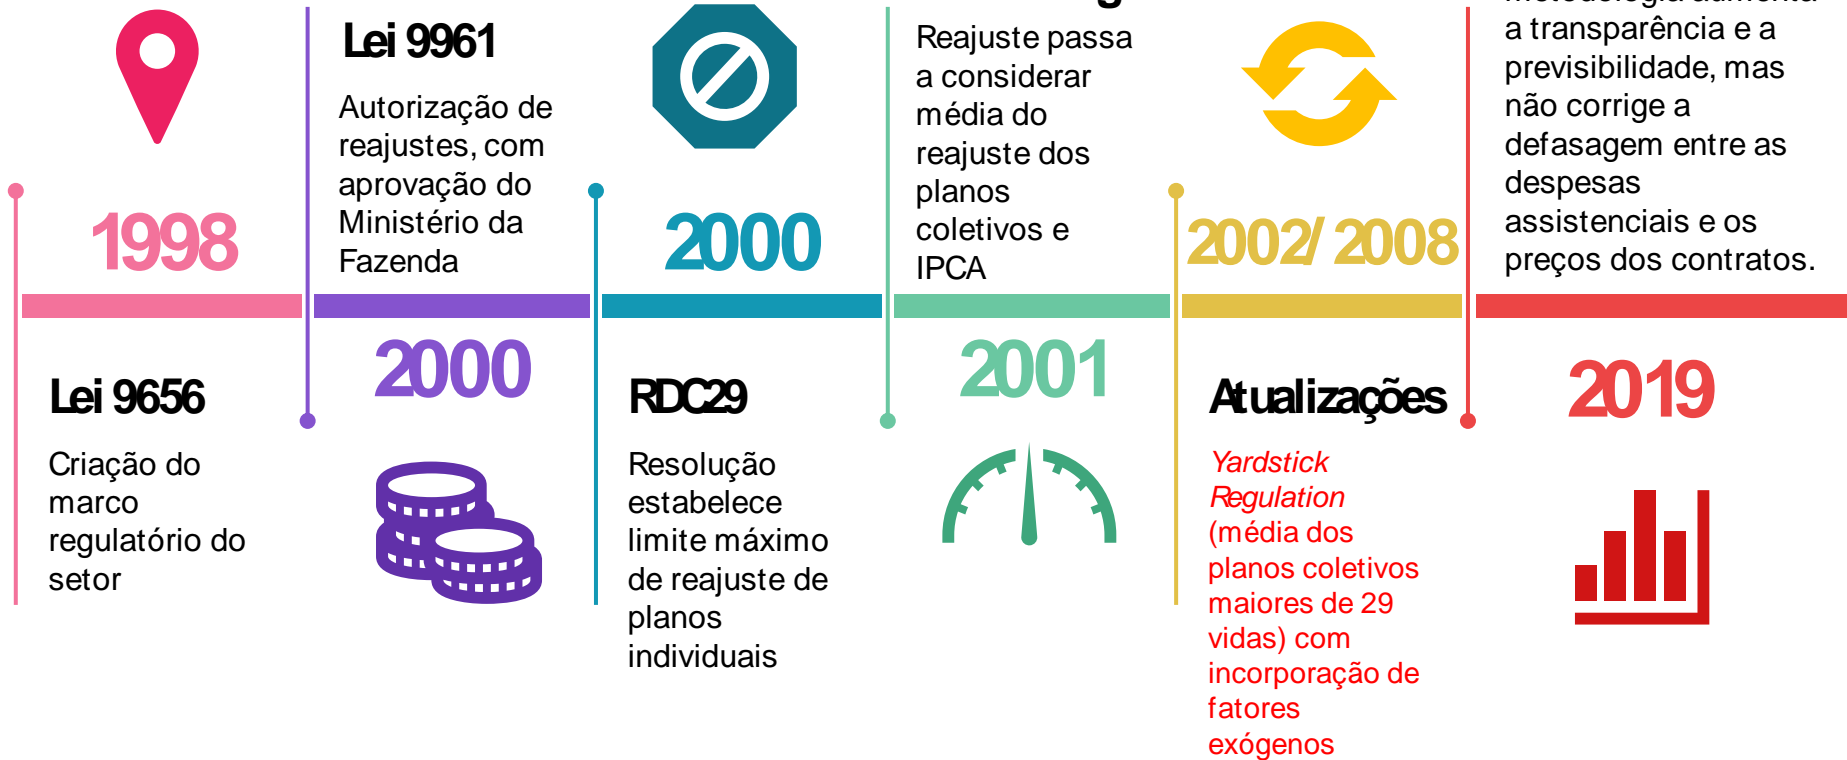 1998
Lei 9656
Criação do
marco
regulatório do
setor
Lei 9961
Autorização de
reajustes, com
aprovação do
Ministério da
Fazenda
2000
2000
RDC29
Resolução
estabelece
limite máximo
de reajuste de
planos
individuais
Reajuste passa
a considerar
média do
reajuste dos
planos
coletivos e
IPCA
2001
2002/ 2008
Atualizações
Yardstick
Regulation
(média dos
planos coletivos
maiores de 29
vidas) com
incorporação de
fatores
exógenos
metodologia aumenta
a transparência e a
previsibilidade, mas
não corrige a
defasagem entre as
despesas
assistenciais e os
preços dos contratos.
2019